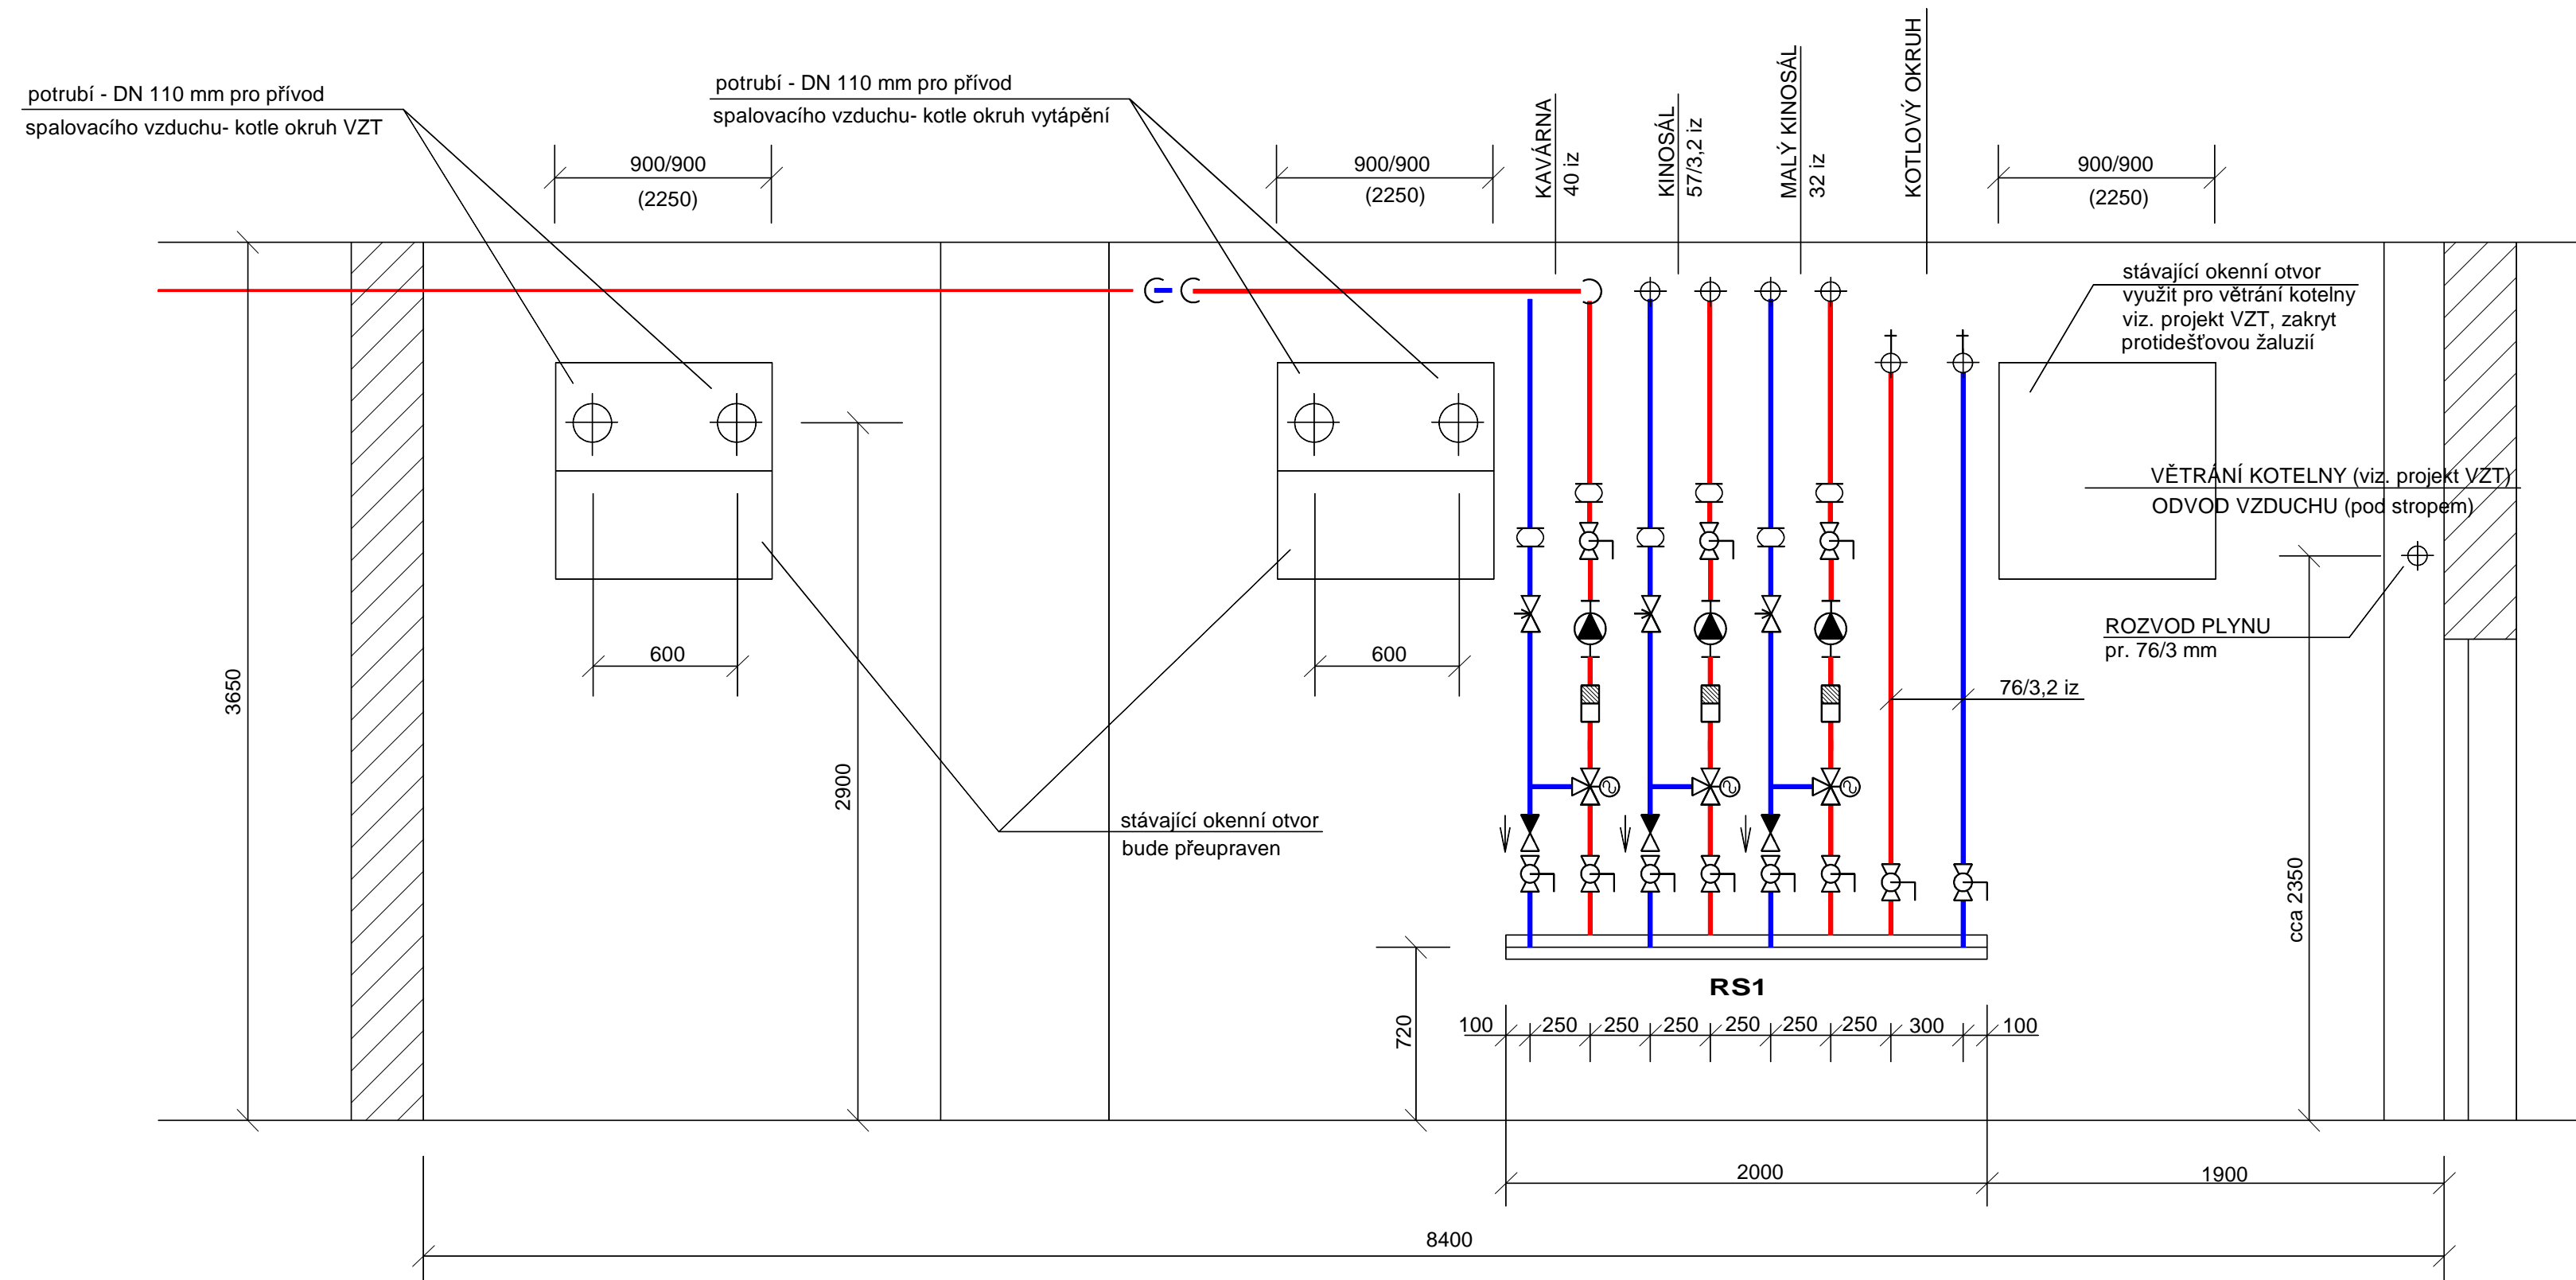 potrubí - DN 110 mm pro přívod
spalovacího vzduchu- kotle okruh VZT
potrubí - DN 110 mm pro přívod
spalovacího vzduchu- kotle okruh vytápění
900/900
(2250)
900/900
(2250)
KAVÁRNA
40 iz
KINOSÁL
57/3,2 iz
MALÝ KINOSÁL
32 iz
KOTLOVÝ OKRUH
900/900
(2250)
stávající okenní otvor
využit pro větrání kotelny
viz. projekt VZT, zakryt
protidešťovou žaluzií
VĚTRÁNÍ KOTELNY (viz. projekt VZT)
ODVOD VZDUCHU (pod stropem)
ROZVOD PLYNU
pr. 76/3 mm
76/3,2 iz
600
600
3650
2900
stávající okenní otvor
bude přeupraven
cca 2350
720
RS1
100 250 250 250 250 250 250 300 100
2000
1900
8400